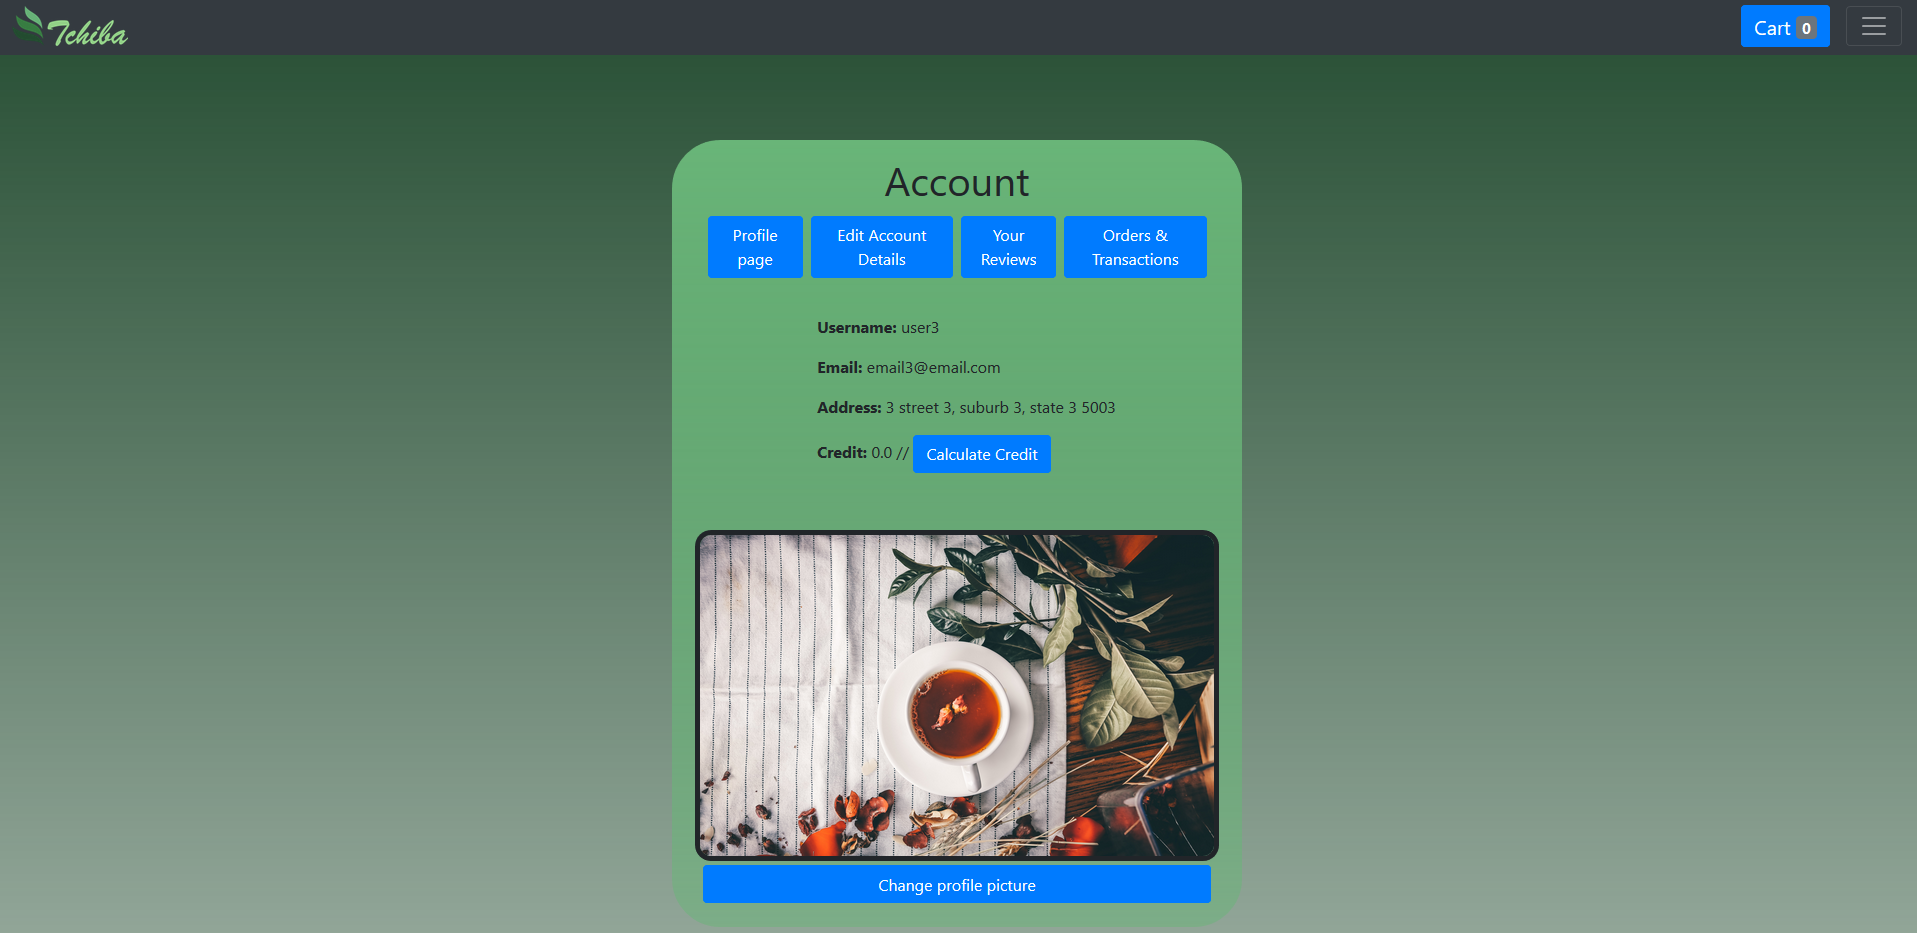 Tchiba
Cart 0
Account
Profile
page
Edit Account
Details
Your
Reviews
Orders &
Transactions
Username: user3
Email: email3@email.com
Address: 3 street 3, suburb 3, state 3 5003
Credit: 0.0 // Calculate Credit
Change profile picture